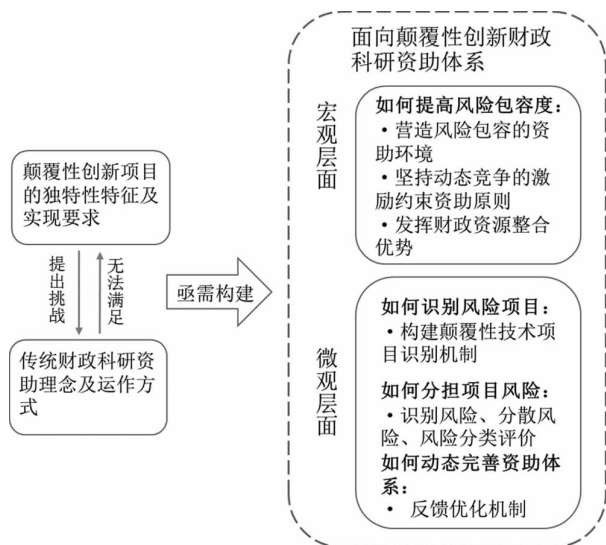 颠覆性创新项目
的独特性特征及
实现要求
提出挑战
无法满足
传统财政科研资
助理念及运作方
式
亟需构建
面向颠覆性创新财政
科研资助体系
宏观层面
如何提高风险包容度：
·营造风险包容的资
助环境
·坚持动态竞争的激
励约束资助原则
·发挥财政资源整合
优势
微观层面
如何识别风险项目：
·构建颠覆性技术项
目识别机制
如何分担项目风险：
·识别风险、分散风
险、风险分类评价
如何动态完善资助体
系：
· 反馈优化机制